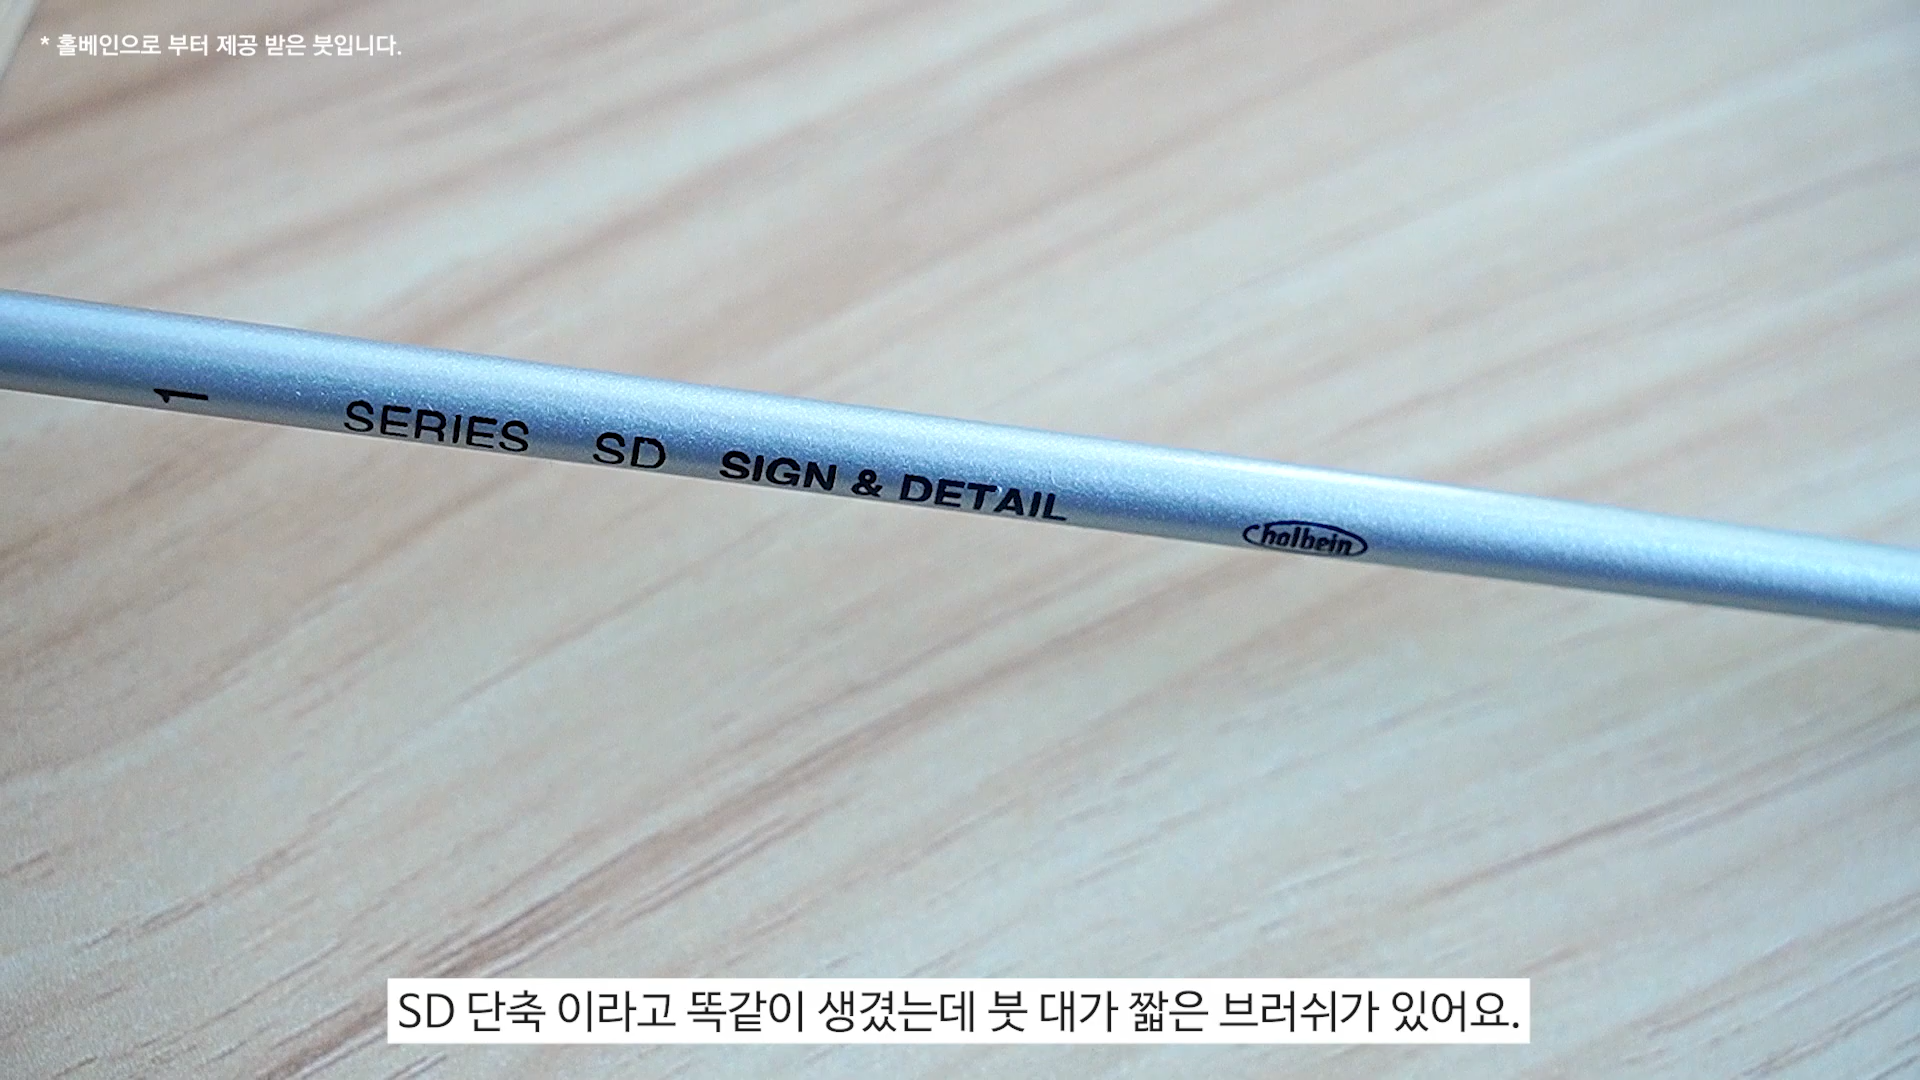 * 홀베인으로 부터 제공 받은 붓입니다.
1 SERIES SD SIGN & DETAIL holbein
SD 단축 이라고 똑같이 생겼는데 붓 대가 짧은 브러쉬가 있어요.